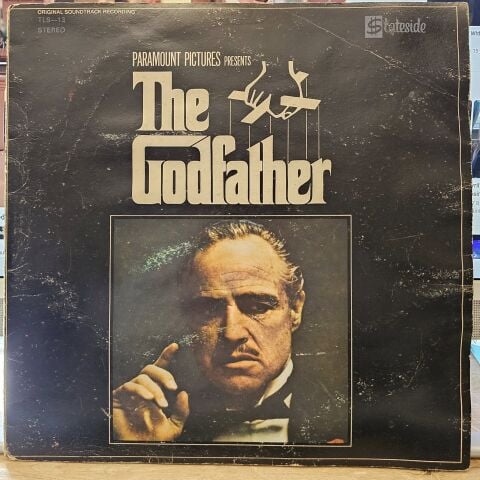 ORIGINAL SOUNDTRACK RECORDING
TLS—13
STEREO
Stateside
PARAMOUNT PICTURES PRESENTS
The
Godfather